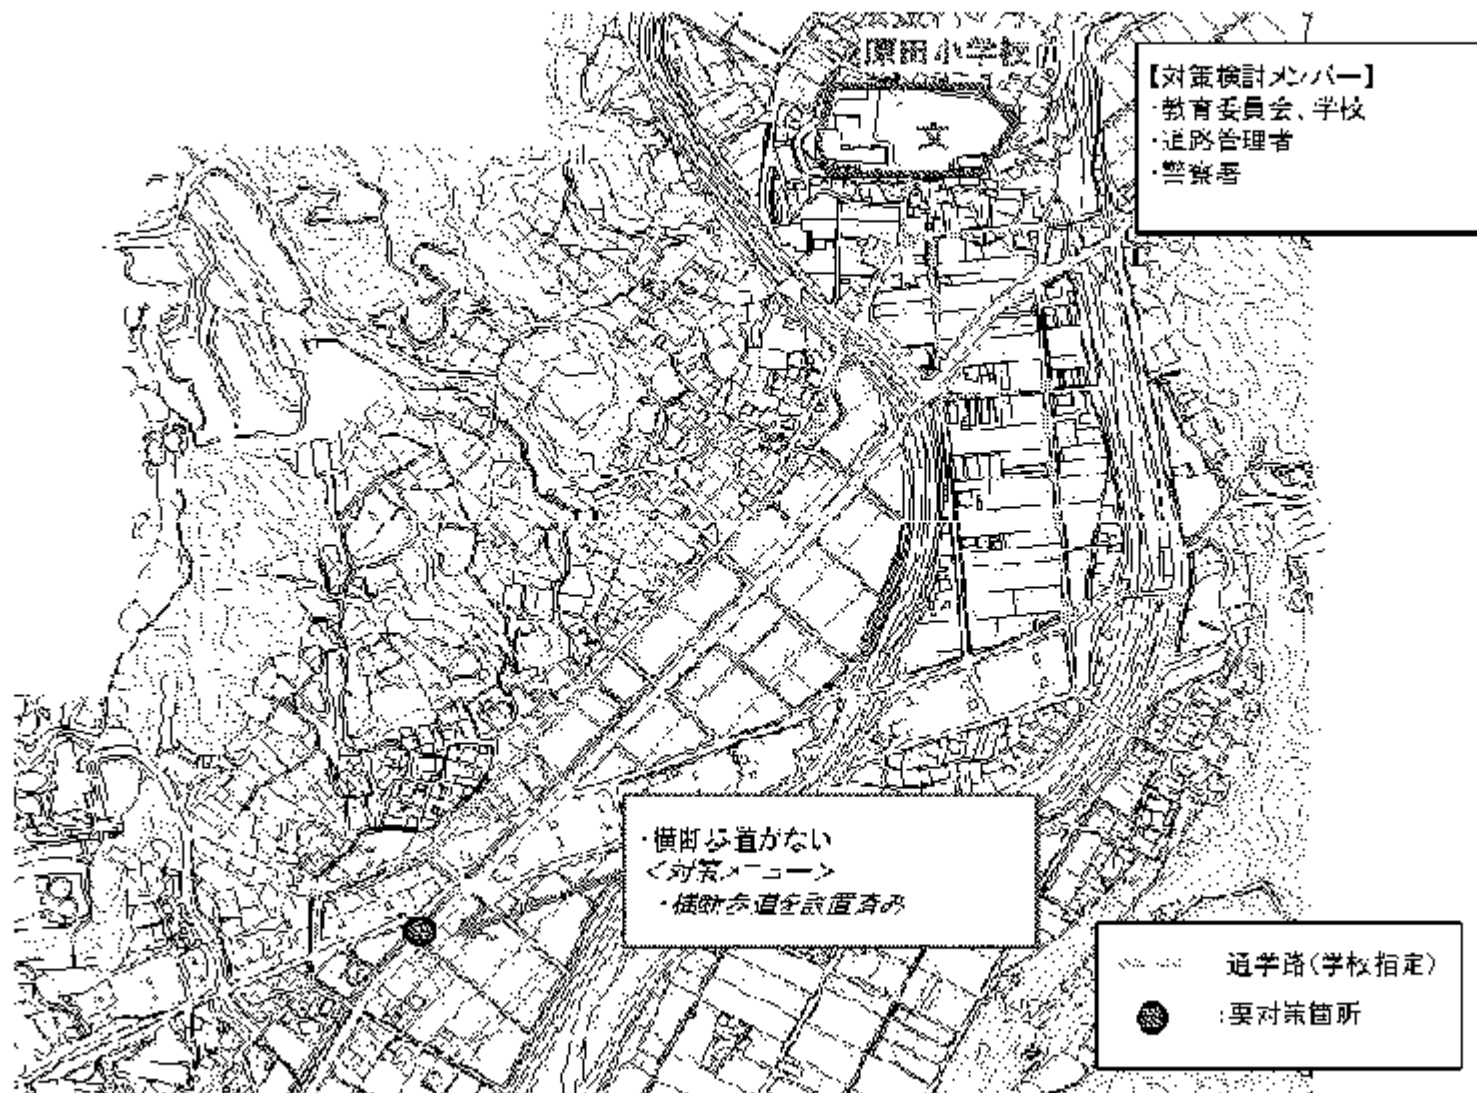 原田小学校
【対策検討メンバー】
・教育委員会、学校
・道路管理者
・警察署
・横断歩道がない
<対策メニュー>
・横断歩道を設置済み
通学路(学校指定)
:要対策箇所